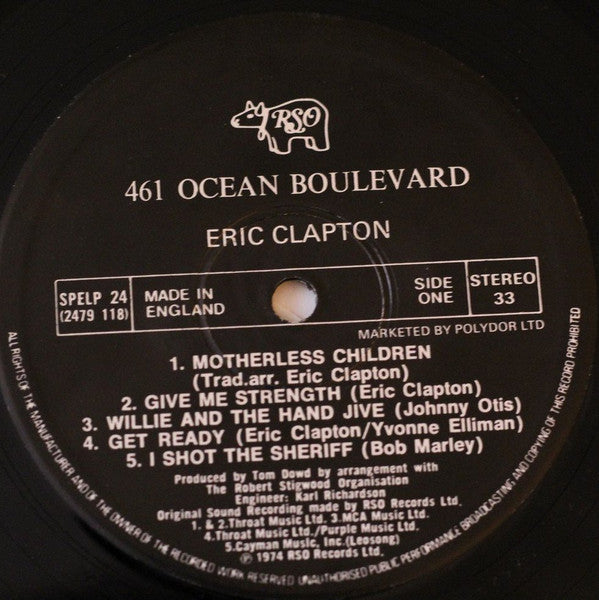 RSO
461 OCEAN BOULEVARD
ERIC CLAPTON
SPELP 24
(2479 118)
MADE IN
ENGLAND
SIDE
ONE
STEREO
33
MARKETED BY POLYDOR LTD
1. MOTHERLESS CHILDREN
(Trad.arr. Eric Clapton)
2. GIVE ME STRENGTH (Eric Clapton)
3. WILLIE AND THE HAND JIVE (Johnny Otis)
4. GET READY (Eric Clapton/Yvonne Elliman)
5. I SHOT THE SHERIFF (Bob Marley)
Produced by Tom Dowd by arrangement with
The Robert Stigwood Organisation
Engineer: Karl Richardson
Original Sound Recording made by RSO Records Ltd.
1. & 2. Throat Music Ltd. 3.MCA Music Ltd.
4.Throat Music Ltd./Purple Music Ltd.
5.Cayman Music, Inc.(Leosong)
℗ 1974 RSO Records Ltd.
ALL RIGHTS OF THE MANUFACTURER AND OF THE OWNER OF THE RECORDED WORK RESERVED UNAUTHORISED PUBLIC PERFORMANCE BROADCASTING AND COPYING OF THIS RECORD PROHIBITED